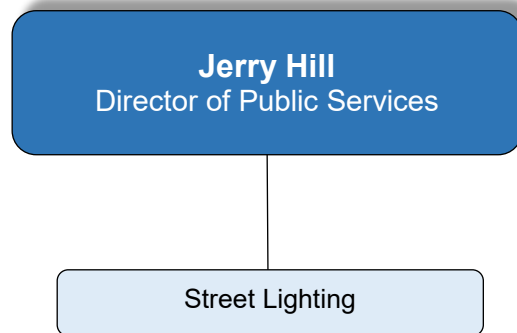 Jerry Hill
Director of Public Services
Street Lighting